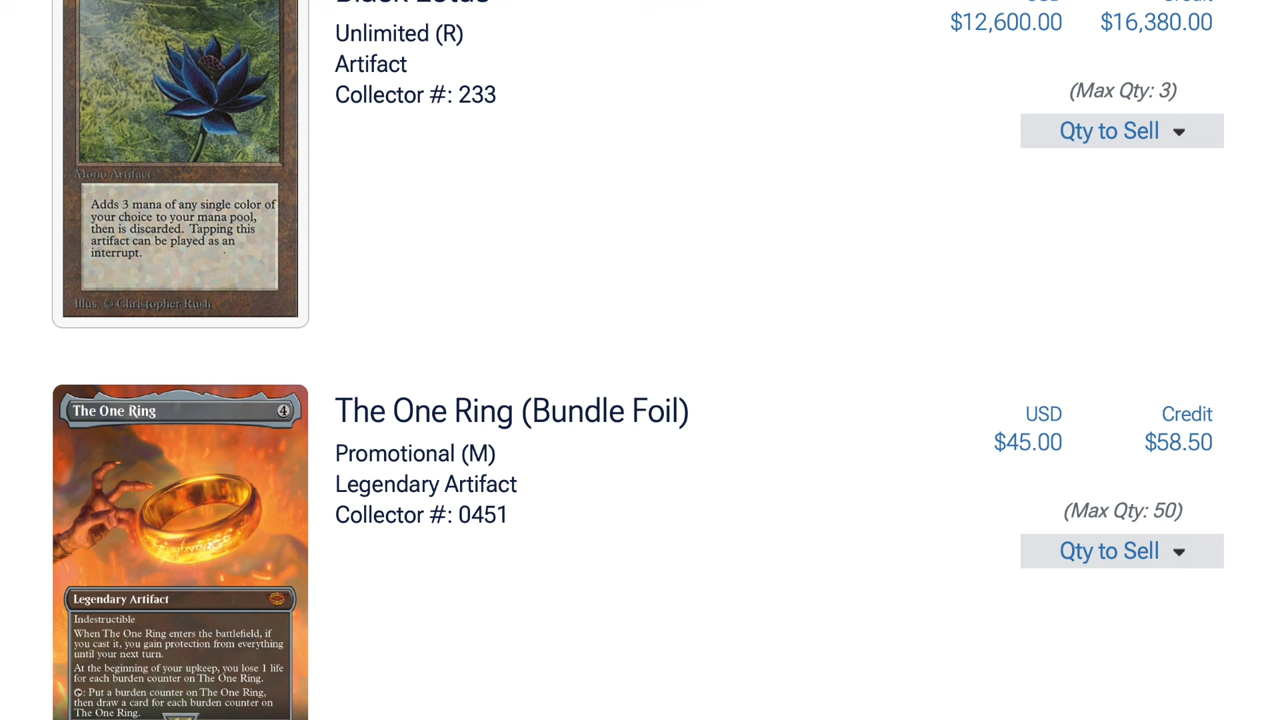 Black Lotus
USD
Credit
Unlimited (R)
$12,600.00
$16,380.00
Artifact
Collector #: 233
(Max Qty: 3)
Qty to Sell
Mono Artifact
Adds 3 mana of any single color of
your choice to your mana pool,
then is discarded. Tapping this
artifact can be played as an
interrupt.
Illus. © Christopher Rush
The One Ring
4
The One Ring (Bundle Foil)
USD
Credit
Promotional (M)
$45.00
$58.50
Legendary Artifact
Collector #: 0451
(Max Qty: 50)
Qty to Sell
Legendary Artifact
Indestructible
When The One Ring enters the battlefield, if
you cast it, you gain protection from everything
until your next turn.
At the beginning of your upkeep, you lose 1 life
for each burden counter on The One Ring.
: Put a burden counter on The One Ring,
then draw a card for each burden counter on
The One Ring.